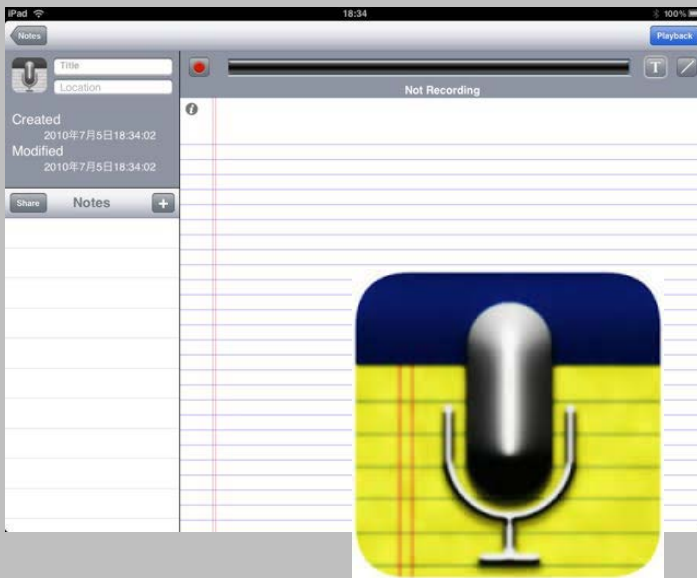 iPad 18:34 100%
Notes Playback
Title
Location
T
Not Recording
Created
2010年7月5日18:34:02
Modified
2010年7月5日18:34:02
Share Notes +